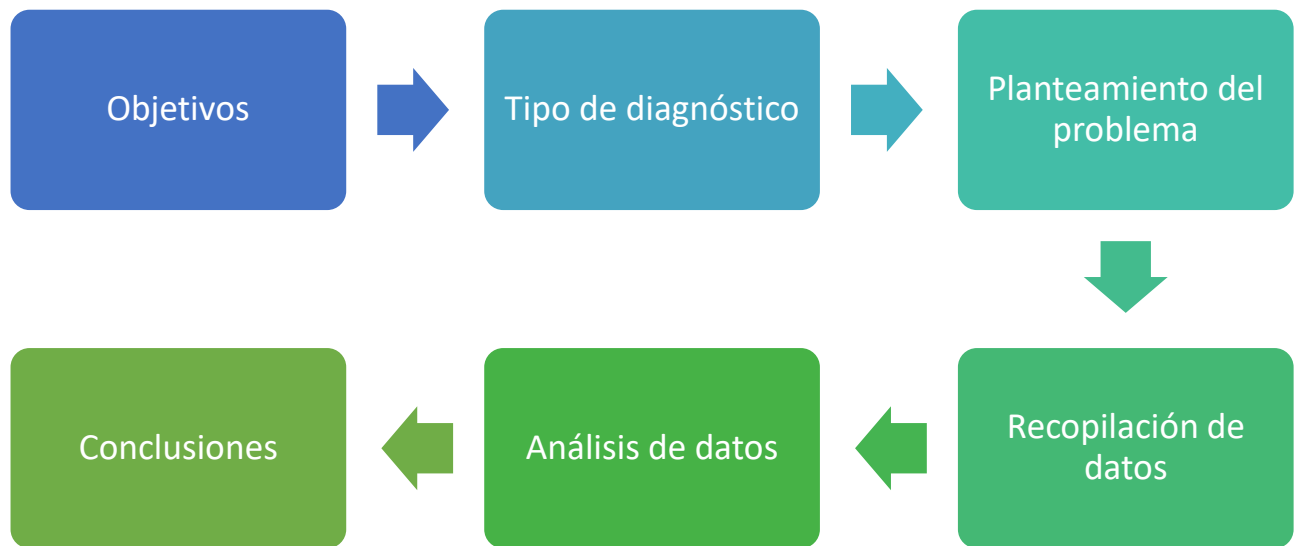 Objetivos
Tipo de diagnóstico
Planteamiento del
problema
Recopilación de
datos
Análisis de datos
Conclusiones